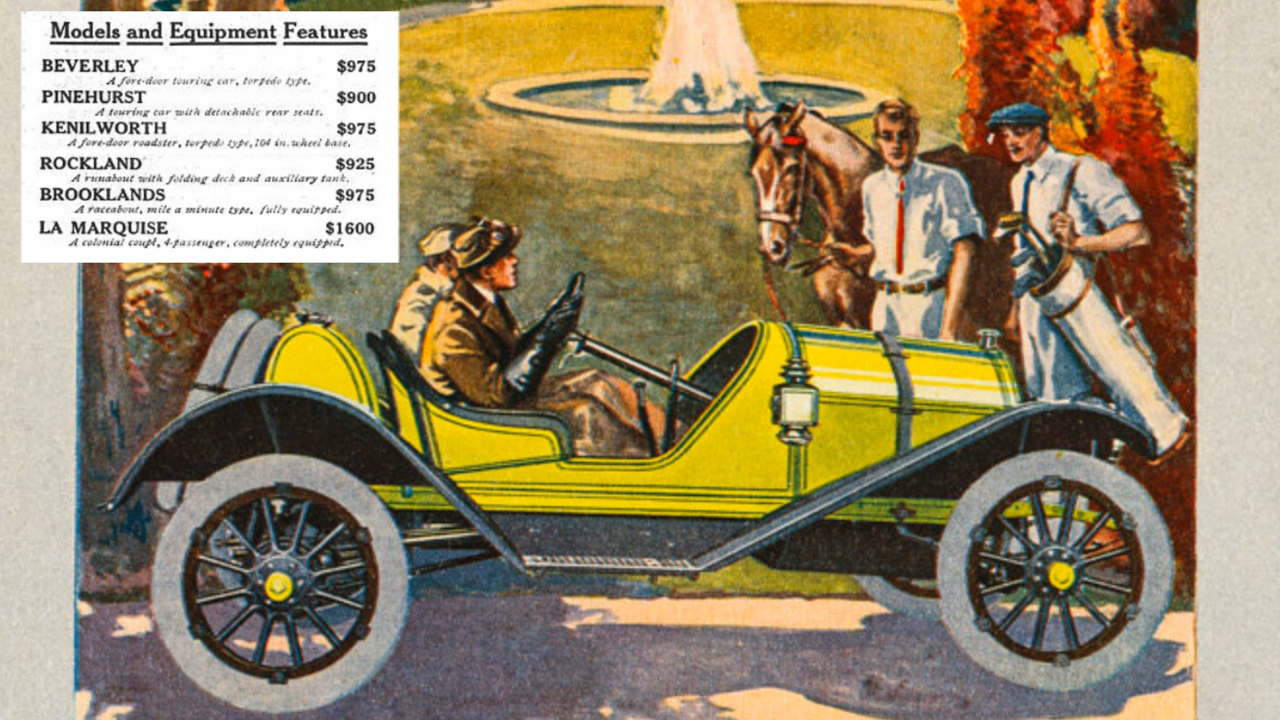 Models and Equipment Features
BEVERLEY $975
A fore-door touring car, torpedo type.
PINEHURST $900
A touring car with detachable rear seats.
KENILWORTH $975
A fore-door roadster, torpedo type, 104 in. wheel base.
ROCKLAND $925
A runabout with folding deck and auxiliary tank.
BROOKLANDS $975
A raceabout, mile a minute type, fully equipped.
LA MARQUISE $1600
A colonial coupé, 4-passenger, completely equipped.